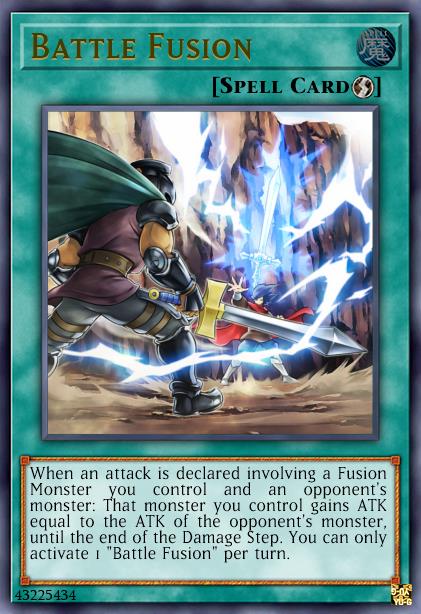 Battle Fusion
魔
[Spell Card]
When an attack is declared involving a Fusion
Monster you control and an opponent's
monster: That monster you control gains ATK
equal to the ATK of the opponent's monster,
until the end of the Damage Step. You can only
activate 1 "Battle Fusion" per turn.
43225434